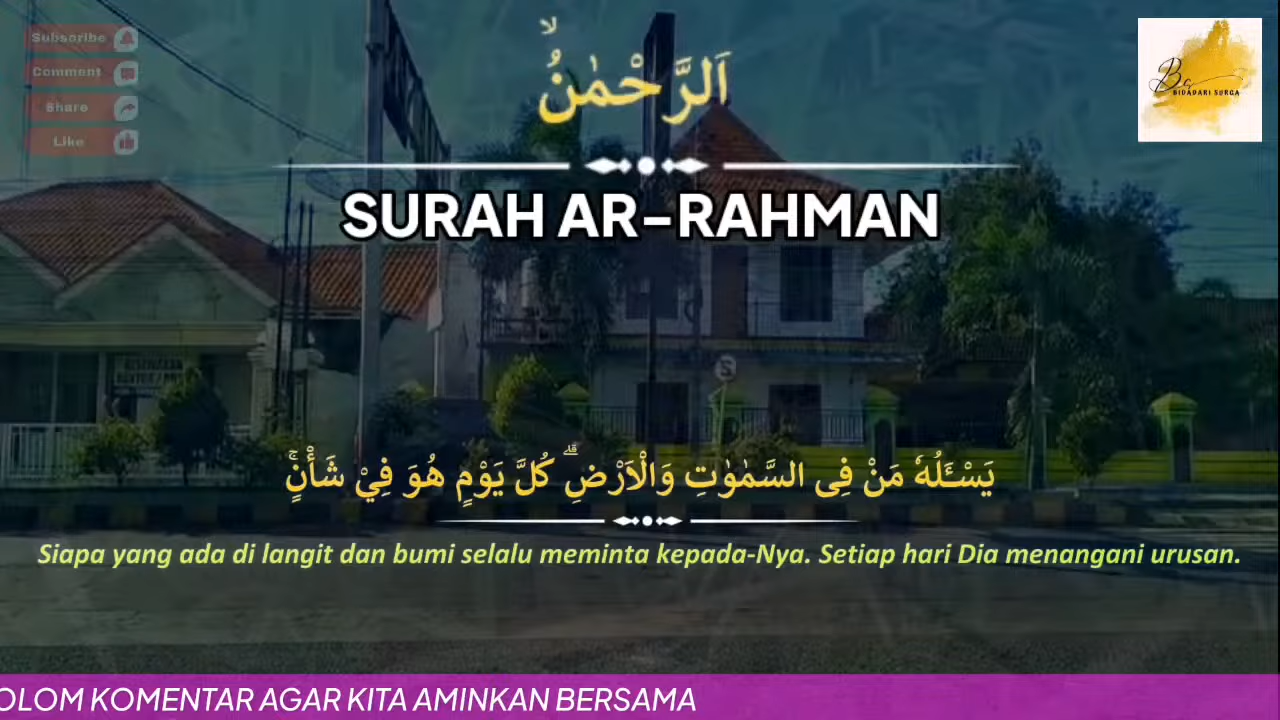 Subscribe
Comment
Share
Like
اَلرَّحْمٰنُۙ
SURAH AR-RAHMAN
BIDADARI SURGA
يَسْـَٔلُهٗ مَنْ فِى السَّمٰوٰتِ وَالْاَرْضِۗ كُلَّ يَوْمٍ هُوَ فِيْ شَأْنٍۚ
Siapa yang ada di langit dan bumi selalu meminta kepada-Nya. Setiap hari Dia menangani urusan.
OLOM KOMENTAR AGAR KITA AMINKAN BERSAMA